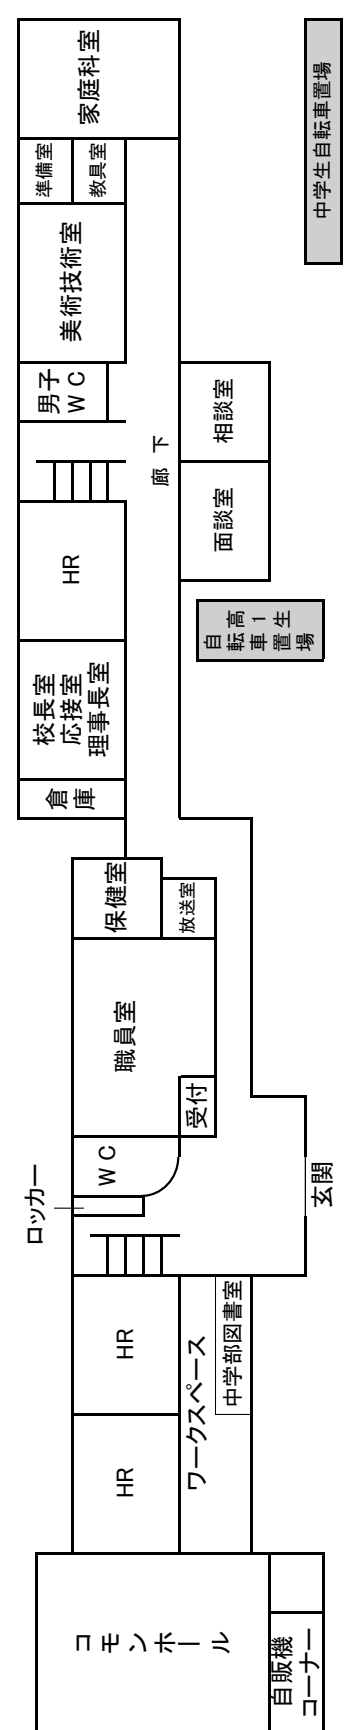 家庭科室
中学生自転車置場
準備室
教具室
美術技術室
男子
WC
相談室
廊下
面談室
HR
高1生
自転車置場
校長室
応接室
理事長室
倉庫
保健室
放送室
職員室
受付
WC
ロッカー
玄関
HR
中学部図書室
ワークスペース
HR
コモンホール
自販機
コーナー